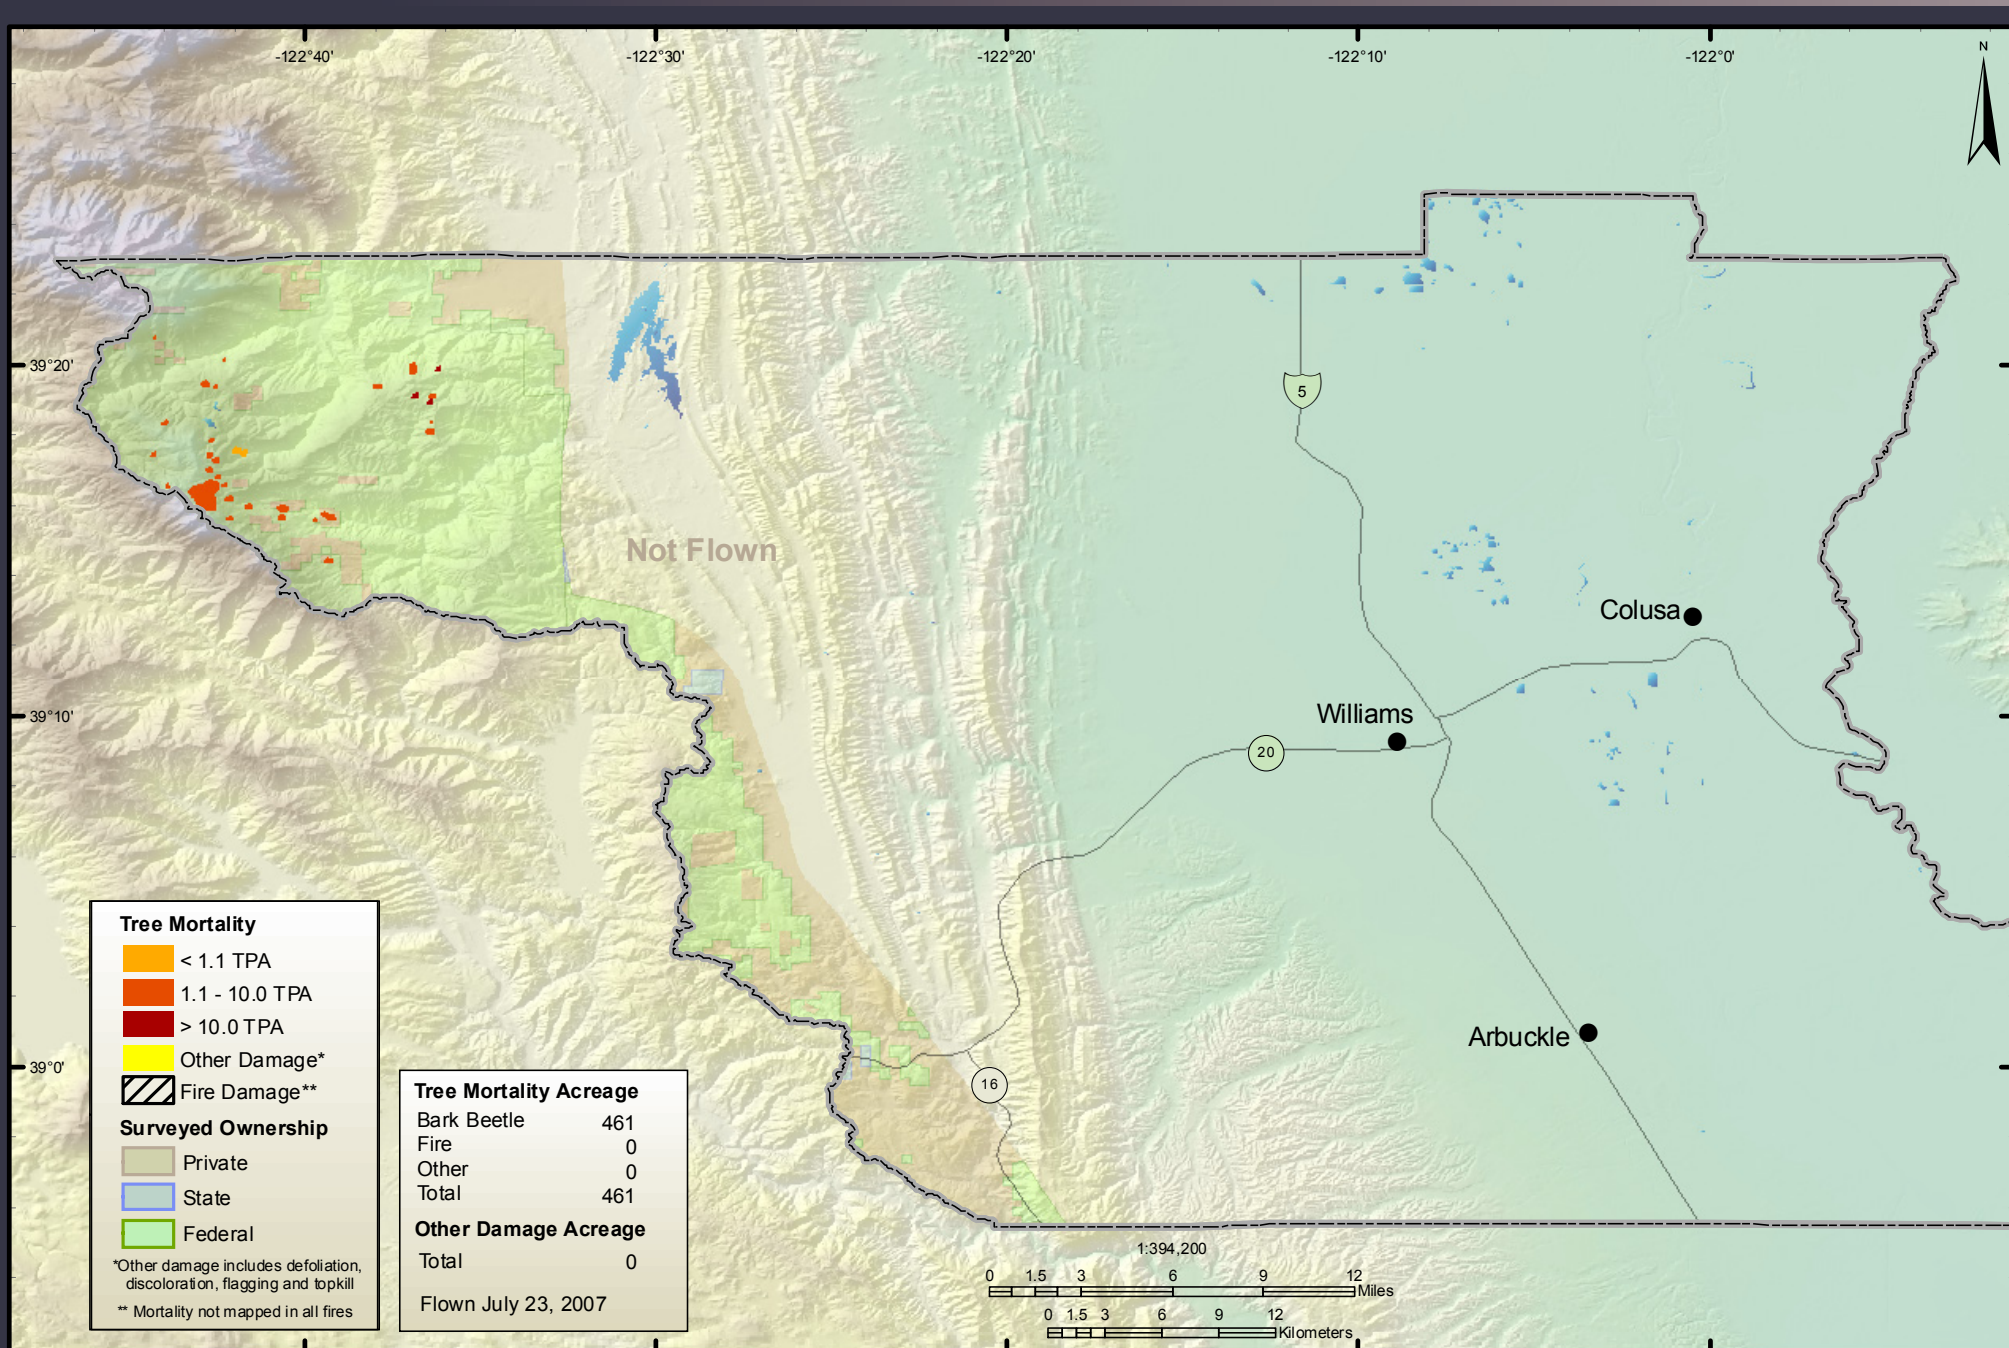 -122°40'
-122°30'
-122°20'
-122°10'
-122°0'
N
39°20'
5
Not Flown
Colusa
39°10'
Williams
20
Arbuckle
39°0'
16
Tree Mortality
< 1.1 TPA
1.1 - 10.0 TPA
> 10.0 TPA
Other Damage*
Fire Damage**
Surveyed Ownership
Private
State
Federal
*Other damage includes defoliation,
discoloration, flagging and topkill
** Mortality not mapped in all fires
Tree Mortality Acreage
Bark Beetle 461
Fire 0
Other 0
Total 461
Other Damage Acreage
Total 0
Flown July 23, 2007
1:394,200
0 1.5 3 6 9 12
Miles
0 1.5 3 6 9 12
Kilometers